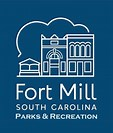 Fort Mill
SOUTH CAROLINA
PARKS & RECREATION